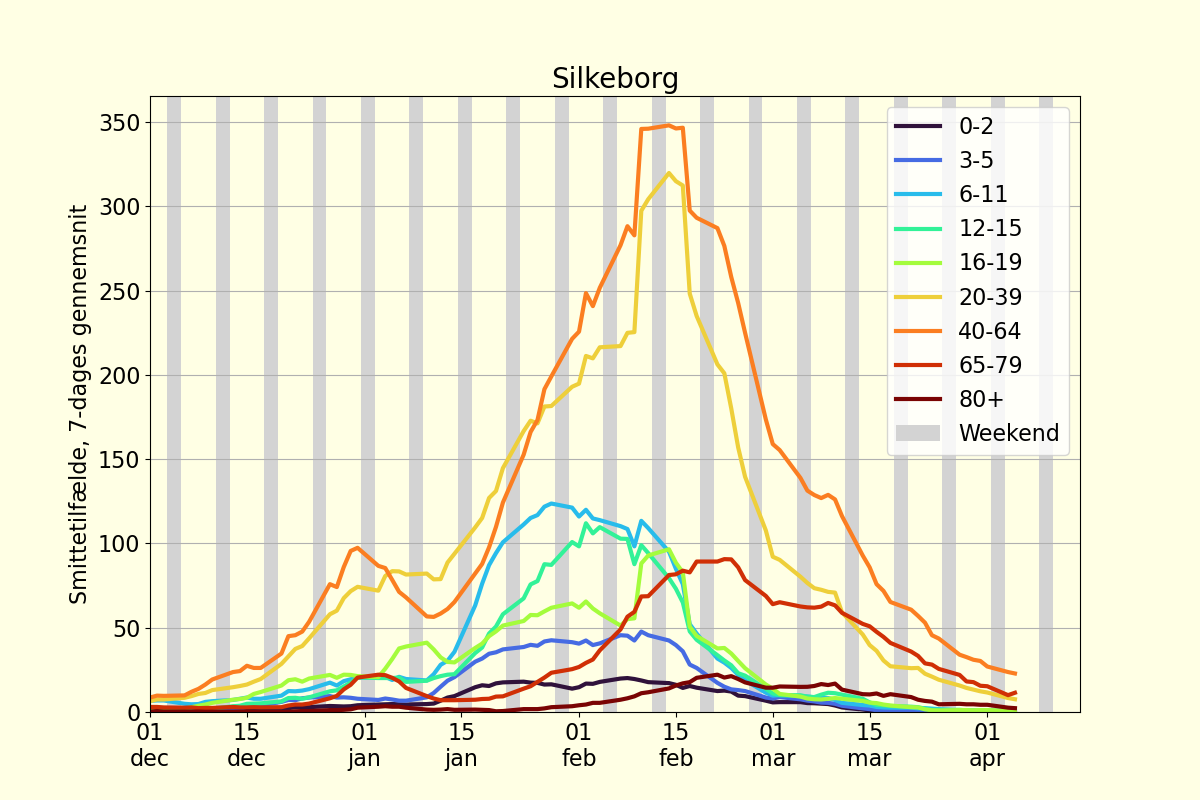 Silkeborg
Smittetilfælde, 7-dages gennemsnit
350
300
250
200
150
100
50
0
01 dec
15 dec
01 jan
15 jan
01 feb
15 feb
01 mar
15 mar
01 apr
0-2
3-5
6-11
12-15
16-19
20-39
40-64
65-79
80+
Weekend